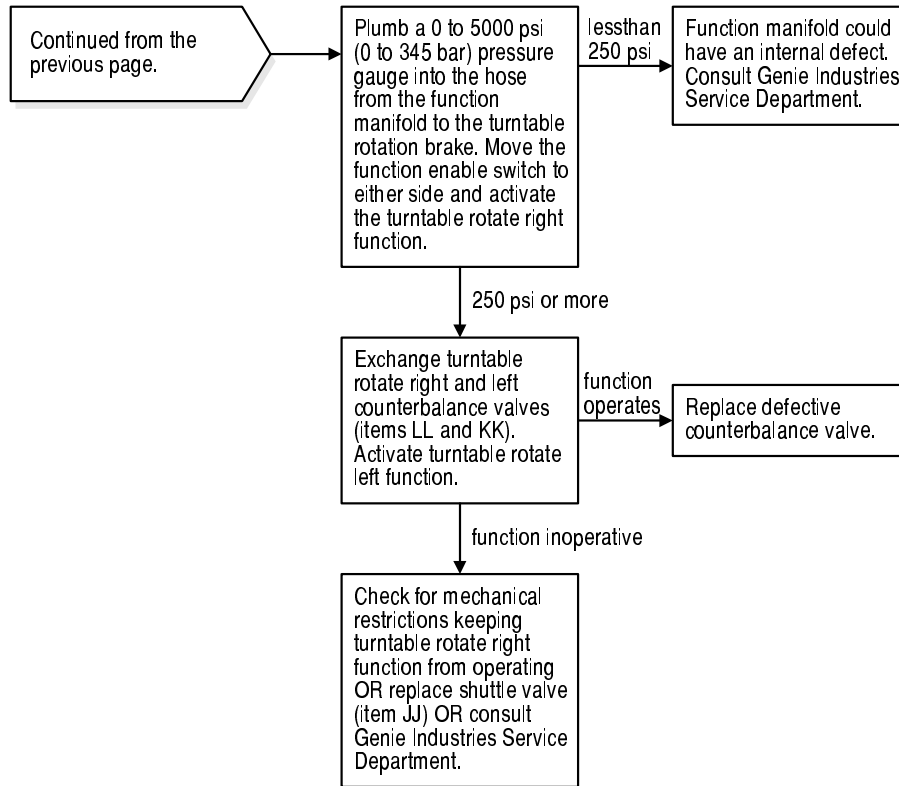 Continued from the
previous page.
Plumb a 0 to 5000 psi
(0 to 345 bar) pressure
gauge into the hose
from the function
manifold to the turntable
rotation brake. Move the
function enable switch to
either side and activate
the turntable rotate right
function.
lessthan
250 psi
Function manifold could
have an internal defect.
Consult Genie Industries
Service Department.
250 psi or more
Exchange turntable
rotate right and left
counterbalance valves
(items LL and KK).
Activate turntable rotate
left function.
function
operates
Replace defective
counterbalance valve.
function inoperative
Check for mechanical
restrictions keeping
turntable rotate right
function from operating
OR replace shuttle valve
(item JJ) OR consult
Genie Industries Service
Department.